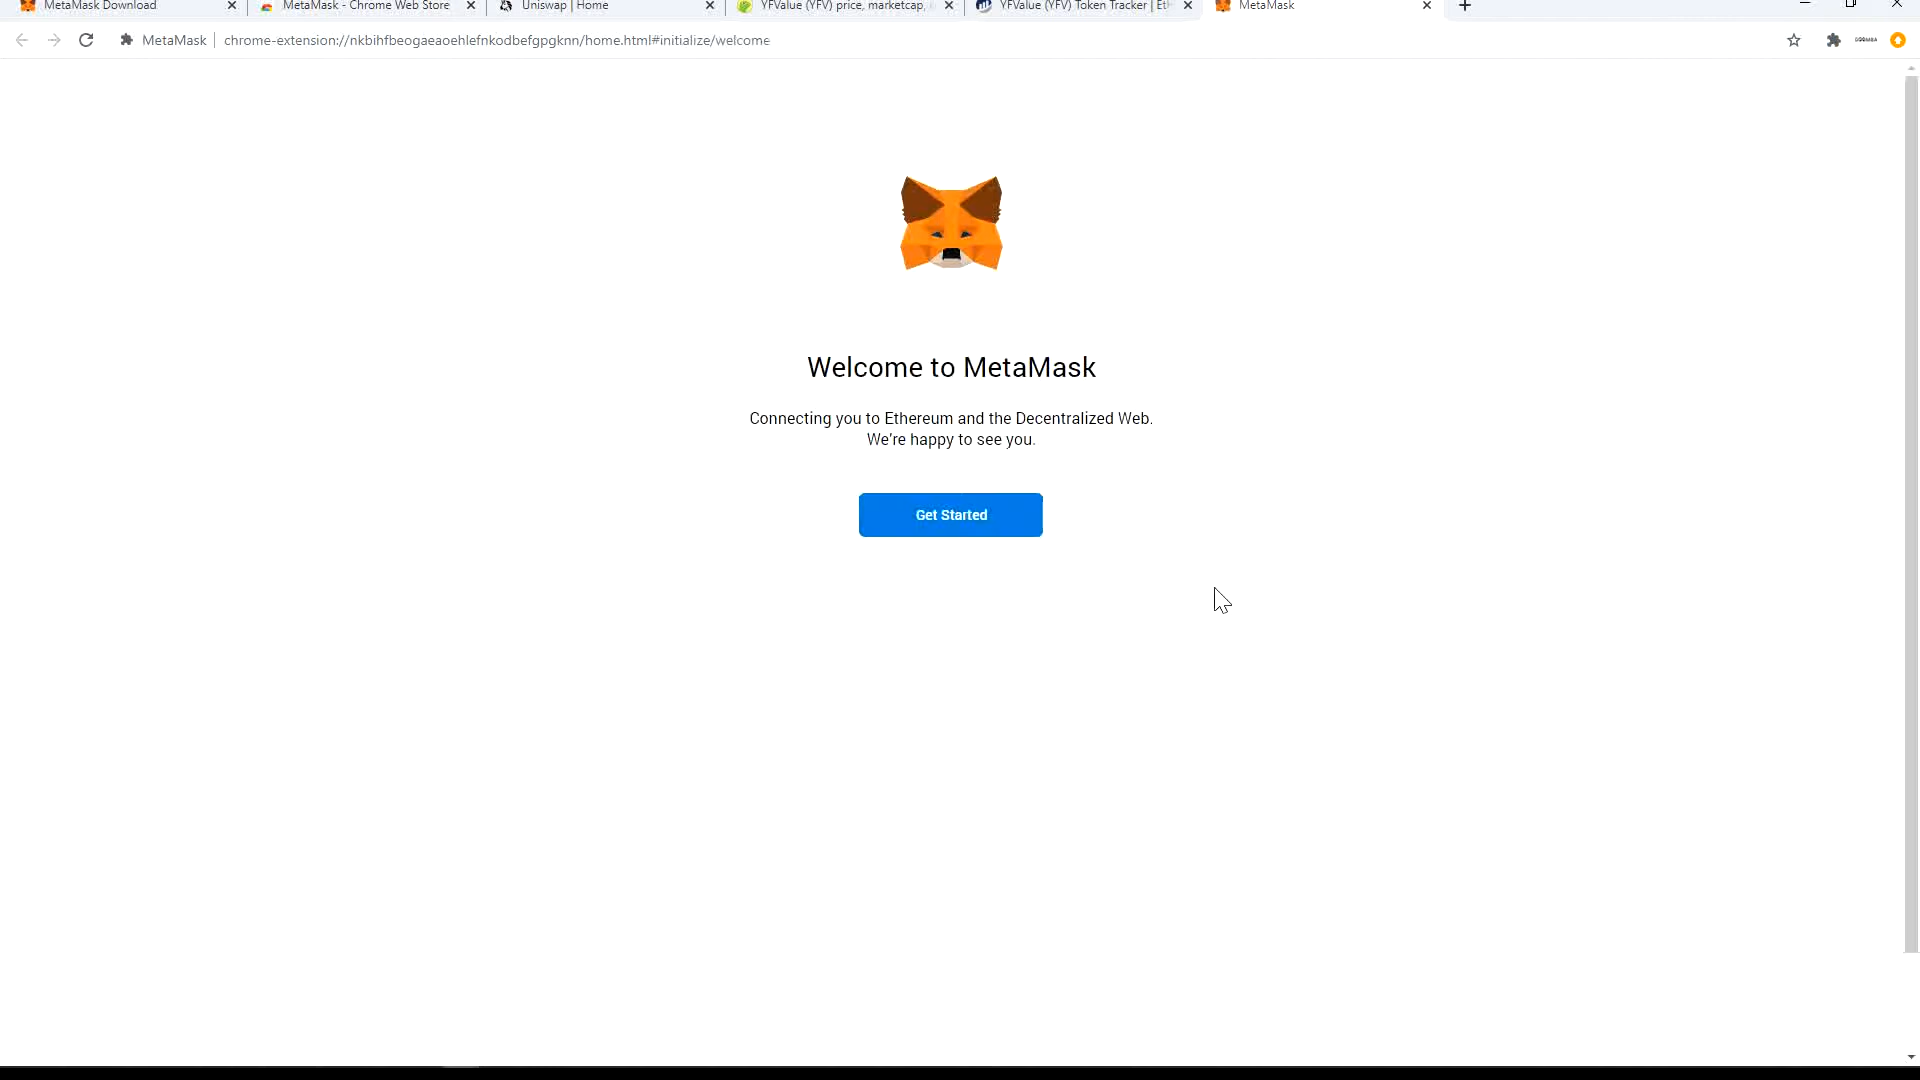 MetaMask Download
MetaMask - Chrome Web Store
Uniswap | Home
YFValue (YFV) price, marketcap,
YFValue (YFV) Token Tracker | Et
MetaMask
MetaMask
chrome-extension://nkbihfbeogaeaoehlefnkodbefgpgknn/home.html#initialize/welcome
Welcome to MetaMask
Connecting you to Ethereum and the Decentralized Web.
We're happy to see you.
Get Started